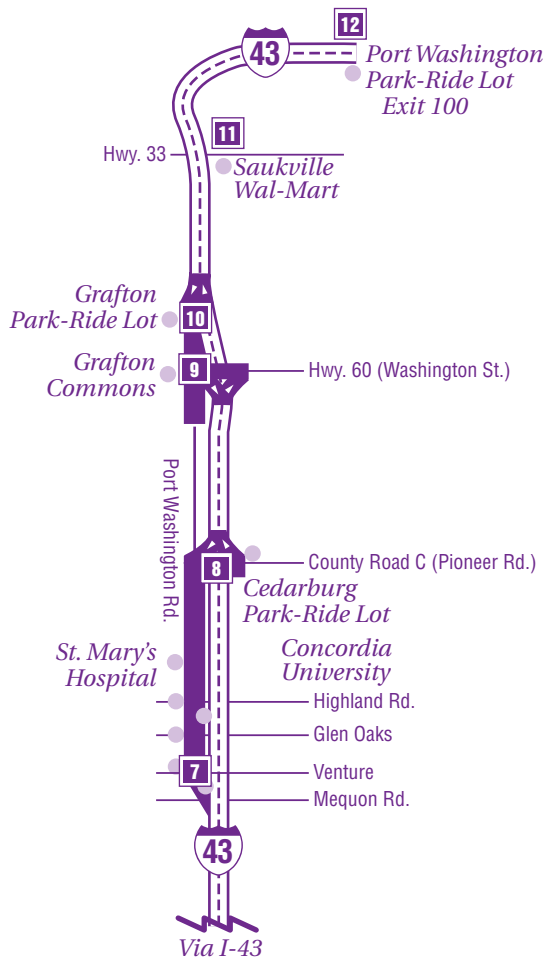 12
43
Port Washington
Park-Ride Lot
Exit 100
11
Hwy. 33
Saukville
Wal-Mart
Grafton
Park-Ride Lot
10
Grafton
Commons
9
Hwy. 60 (Washington St.)
Port Washington Rd.
8
County Road C (Pioneer Rd.)
Cedarburg
Park-Ride Lot
St. Mary's
Hospital
Concordia
University
Highland Rd.
Glen Oaks
7
Venture
Mequon Rd.
43
Via I-43